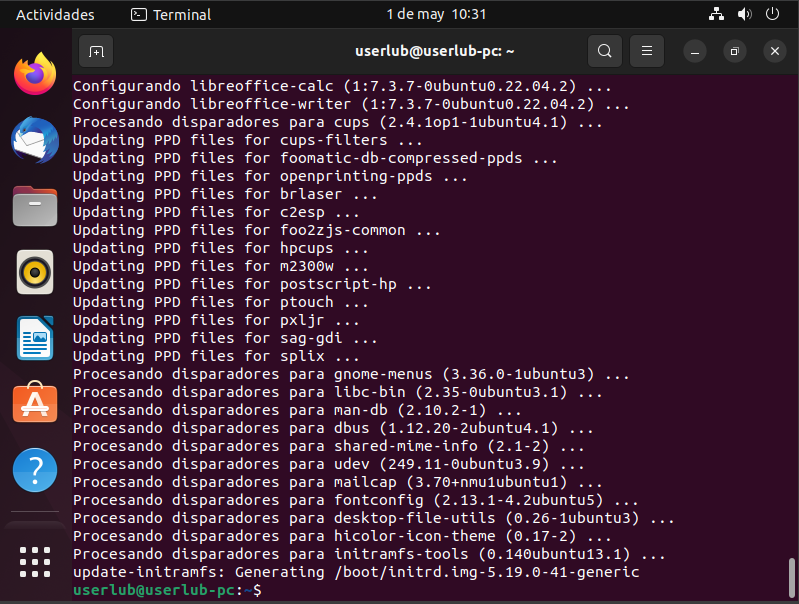 Actividades
Terminal
1 de may 10:31
userlub@userlub-pc: ~
Configurando libreoffice-calc (1:7.3.7-0ubuntu0.22.04.2) ...
Configurando libreoffice-writer (1:7.3.7-0ubuntu0.22.04.2) ...
Procesando disparadores para cups (2.4.1op1-1ubuntu4.1) ...
Updating PPD files for cups-filters ...
Updating PPD files for foomatic-db-compressed-ppds ...
Updating PPD files for openprinting-ppds ...
Updating PPD files for brlaser ...
Updating PPD files for c2esp ...
Updating PPD files for foo2zjs-common ...
Updating PPD files for hpcups ...
Updating PPD files for m2300w ...
Updating PPD files for postscript-hp ...
Updating PPD files for ptouch ...
Updating PPD files for pxljr ...
Updating PPD files for sag-gdi ...
Updating PPD files for splix ...
Procesando disparadores para gnome-menus (3.36.0-1ubuntu3) ...
Procesando disparadores para libc-bin (2.35-0ubuntu3.1) ...
Procesando disparadores para man-db (2.10.2-1) ...
Procesando disparadores para dbus (1.12.20-2ubuntu4.1) ...
Procesando disparadores para shared-mime-info (2.1-2) ...
Procesando disparadores para udev (249.11-0ubuntu3.9) ...
Procesando disparadores para mailcap (3.70+nmu1ubuntu1) ...
Procesando disparadores para fontconfig (2.13.1-4.2ubuntu5) ...
Procesando disparadores para desktop-file-utils (0.26-1ubuntu3) ...
Procesando disparadores para hicolor-icon-theme (0.17-2) ...
Procesando disparadores para initramfs-tools (0.140ubuntu13.1) ...
update-initramfs: Generating /boot/initrd.img-5.19.0-41-generic
userlub@userlub-pc:~$